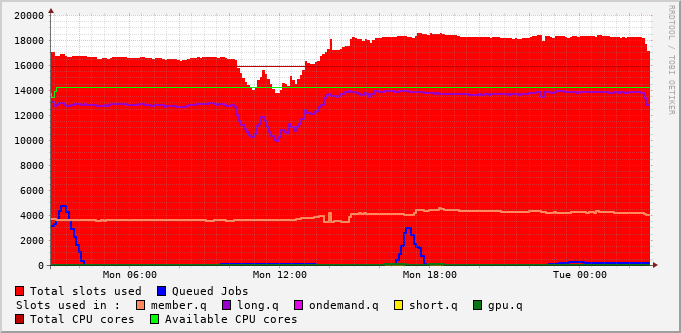 20000
18000
16000
14000
12000
10000
8000
6000
4000
2000
0
Mon 06:00 Mon 12:00 Mon 18:00 Tue 00:00
RRDTOOL / TOBI OETIKER
Total slots used Queued Jobs
Slots used in : member.q long.q ondemand.q short.q gpu.q
Total CPU cores Available CPU cores